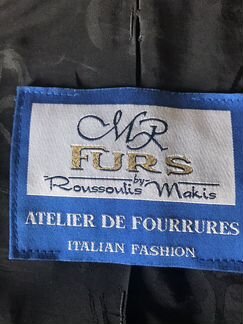 MR
FURS
by
Roussoulis Makis
ATELIER DE FOURRURES
ITALIAN FASHION